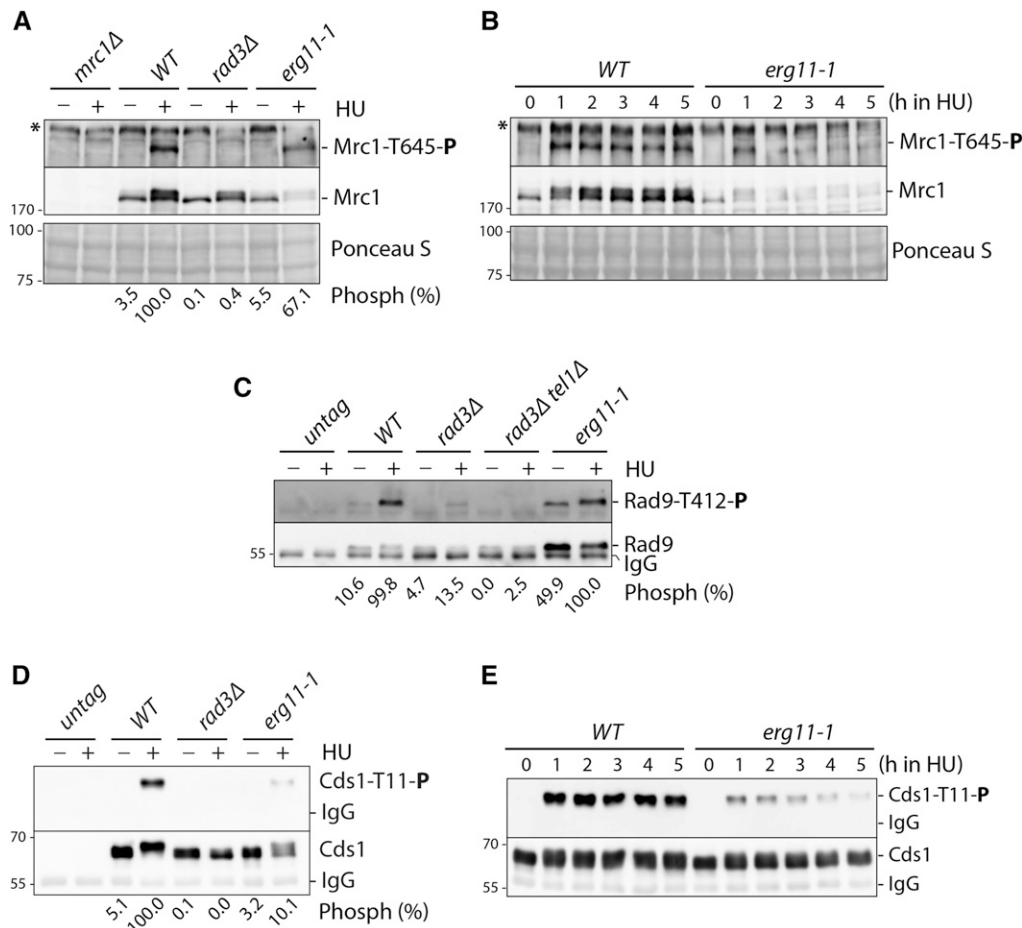 A
mrc1Δ WT rad3Δ erg11-1
– + – + – + – + HU
* Mrc1-T645-P
Mrc1
170
100
Ponceau S
75
3.5 100.0 0.1 0.4 5.5 67.1 Phosph (%)
B
WT erg11-1
0 1 2 3 4 5 0 1 2 3 4 5 (h in HU)
* Mrc1-T645-P
Mrc1
170
100
Ponceau S
75
C
untag WT rad3Δ rad3Δ tel1Δ erg11-1
– + – + – + – + – + HU
Rad9-T412-P
Rad9
55 IgG
10.6 99.8 4.7 13.5 0.0 2.5 49.9 100.0 Phosph (%)
D
untag WT rad3Δ erg11-1
– + – + – + – + HU
Cds1-T11-P
IgG
70
Cds1
55 IgG
5.1 100.0 0.1 0.0 3.2 10.1 Phosph (%)
E
WT erg11-1
0 1 2 3 4 5 0 1 2 3 4 5 (h in HU)
Cds1-T11-P
IgG
70
Cds1
55 IgG